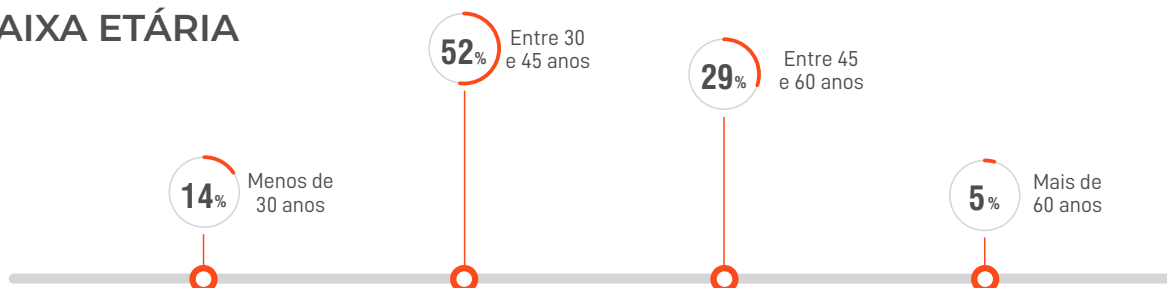 AIXA ETÁRIA
52%
Entre 30
e 45 anos
29%
Entre 45
e 60 anos
14%
Menos de
30 anos
5%
Mais de
60 anos